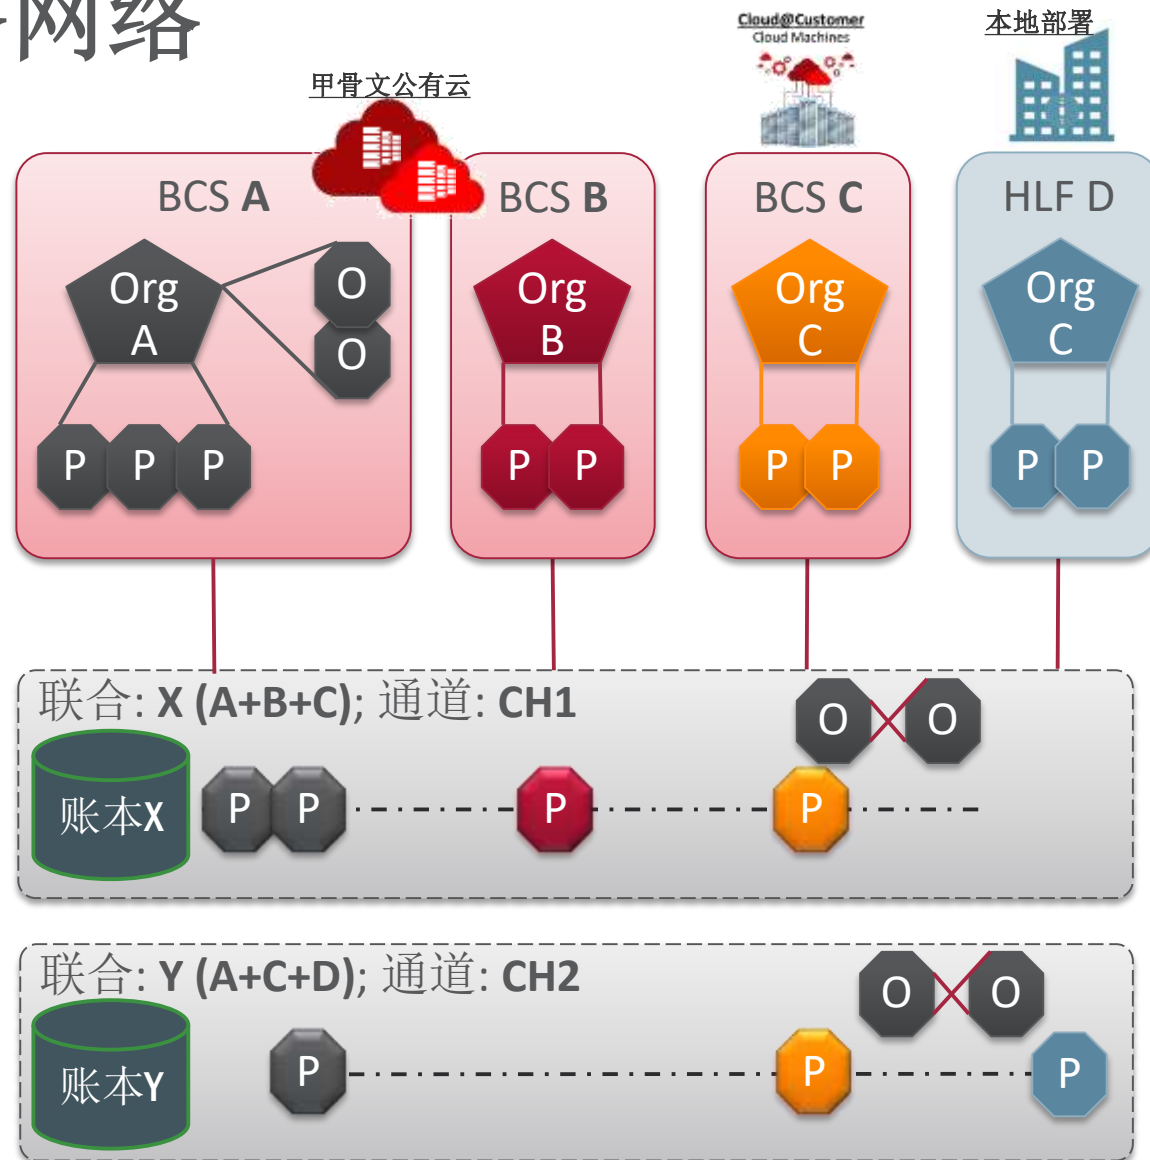 网络
Cloud@Customer
Cloud Machines
本地部署
甲骨文公有云
BCS A
BCS B
BCS C
HLF D
Org
A
O
O
Org
B
Org
C
Org
C
P P P
P P
P P
P P
联合: X (A+B+C); 通道: CH1
O O
账本X
P P P P
联合: Y (A+C+D); 通道: CH2
O O
账本Y
P P P